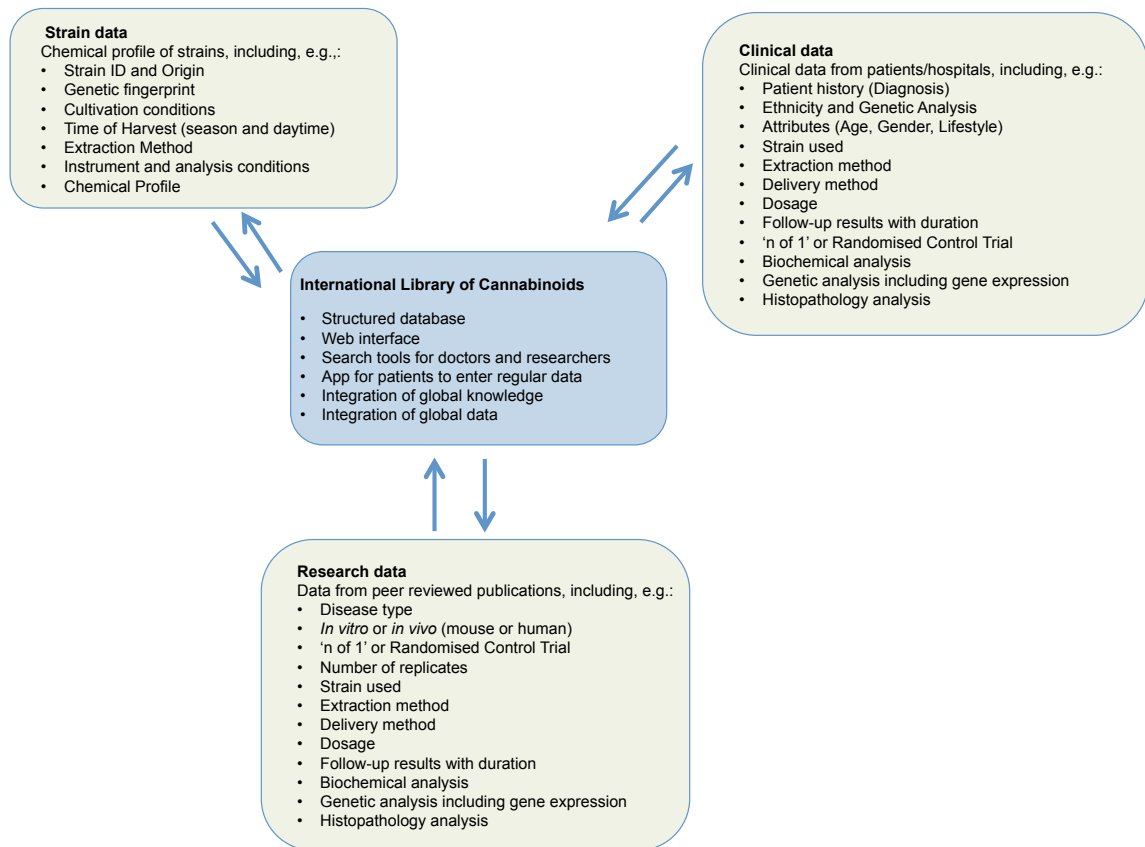 Strain data
Chemical profile of strains, including, e.g.,:
• Strain ID and Origin
• Genetic fingerprint
• Cultivation conditions
• Time of Harvest (season and daytime)
• Extraction Method
• Instrument and analysis conditions
• Chemical Profile
Clinical data
Clinical data from patients/hospitals, including, e.g.:
• Patient history (Diagnosis)
• Ethnicity and Genetic Analysis
• Attributes (Age, Gender, Lifestyle)
• Strain used
• Extraction method
• Delivery method
• Dosage
• Follow-up results with duration
• ‘n of 1’ or Randomised Control Trial
• Biochemical analysis
• Genetic analysis including gene expression
• Histopathology analysis
International Library of Cannabinoids
• Structured database
• Web interface
• Search tools for doctors and researchers
• App for patients to enter regular data
• Integration of global knowledge
• Integration of global data
Research data
Data from peer reviewed publications, including, e.g.:
• Disease type
• In vitro or in vivo (mouse or human)
• ‘n of 1’ or Randomised Control Trial
• Number of replicates
• Strain used
• Extraction method
• Delivery method
• Dosage
• Follow-up results with duration
• Biochemical analysis
• Genetic analysis including gene expression
• Histopathology analysis